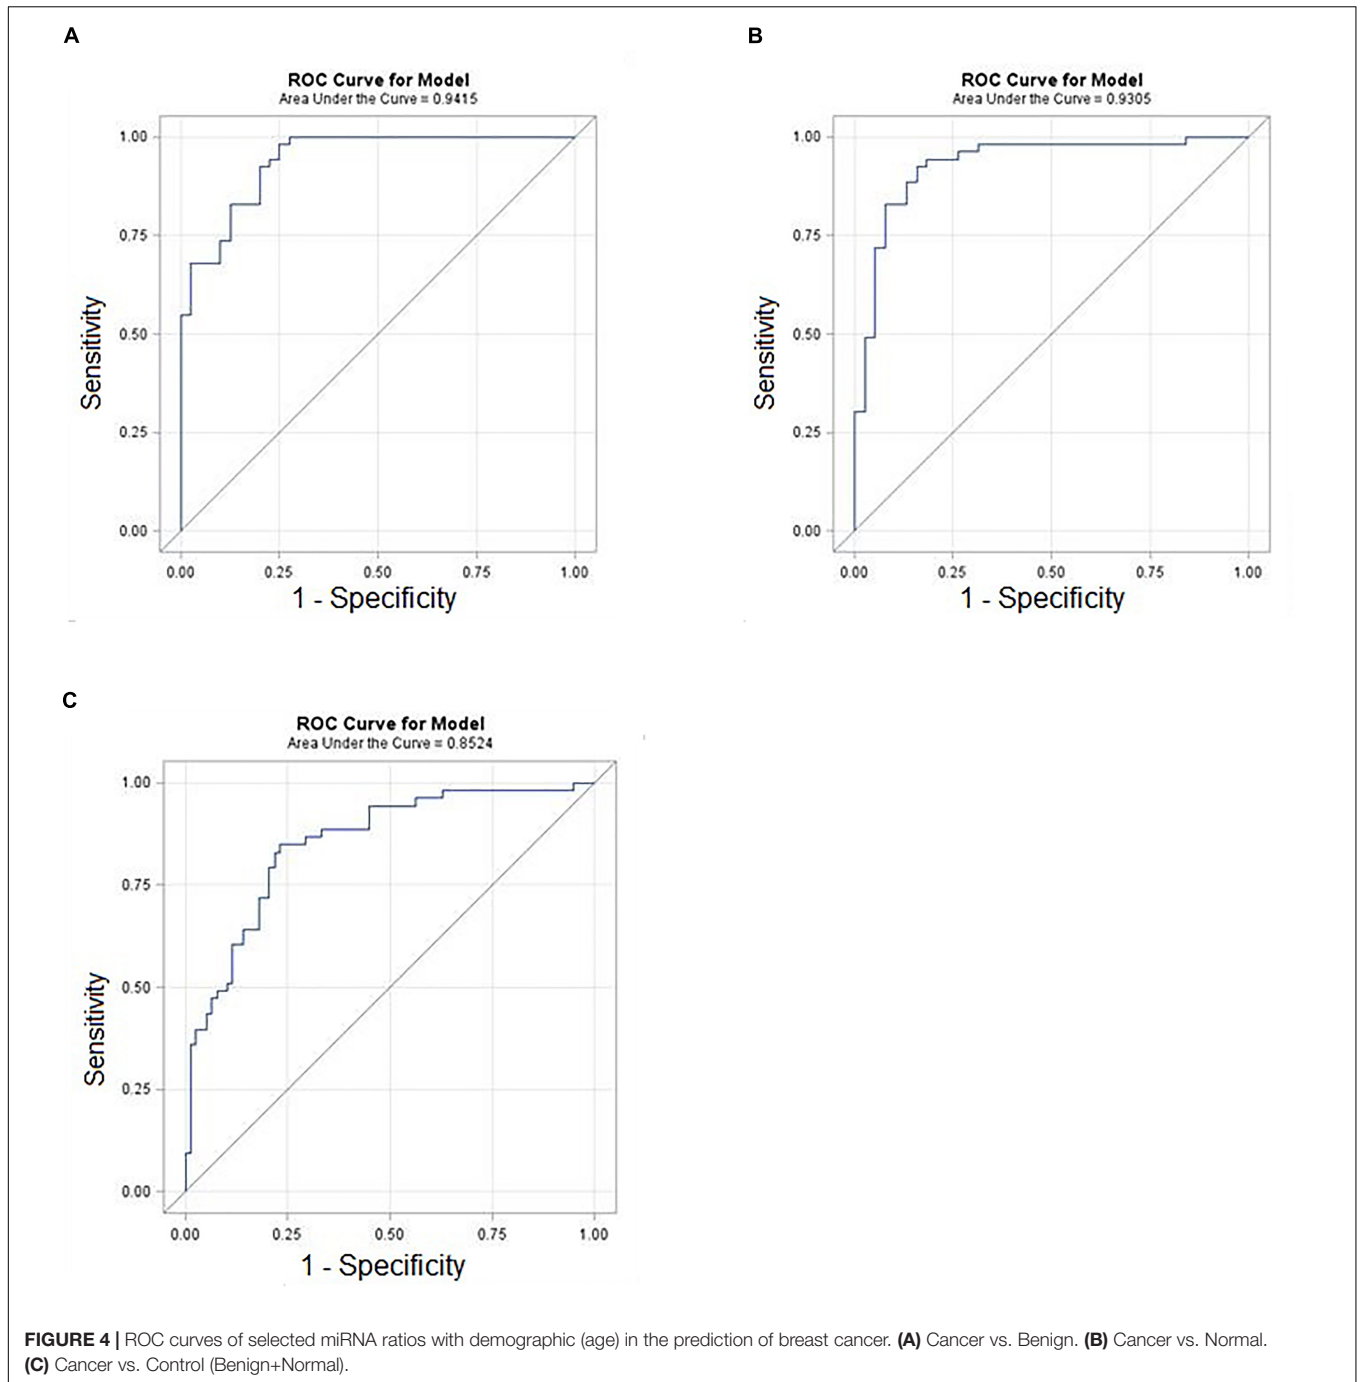 A
ROC Curve for Model
Area Under the Curve = 0.9415
1.00
0.75
0.50
0.25
0.00
Sensitivity
0.00 0.25 0.50 0.75 1.00
1 - Specificity
B
ROC Curve for Model
Area Under the Curve = 0.9305
1.00
0.75
0.50
0.25
0.00
Sensitivity
0.00 0.25 0.50 0.75 1.00
1 - Specificity
C
ROC Curve for Model
Area Under the Curve = 0.8524
1.00
0.75
0.50
0.25
0.00
Sensitivity
0.00 0.25 0.50 0.75 1.00
1 - Specificity
FIGURE 4 | ROC curves of selected miRNA ratios with demographic (age) in the prediction of breast cancer. (A) Cancer vs. Benign. (B) Cancer vs. Normal.
(C) Cancer vs. Control (Benign+Normal).